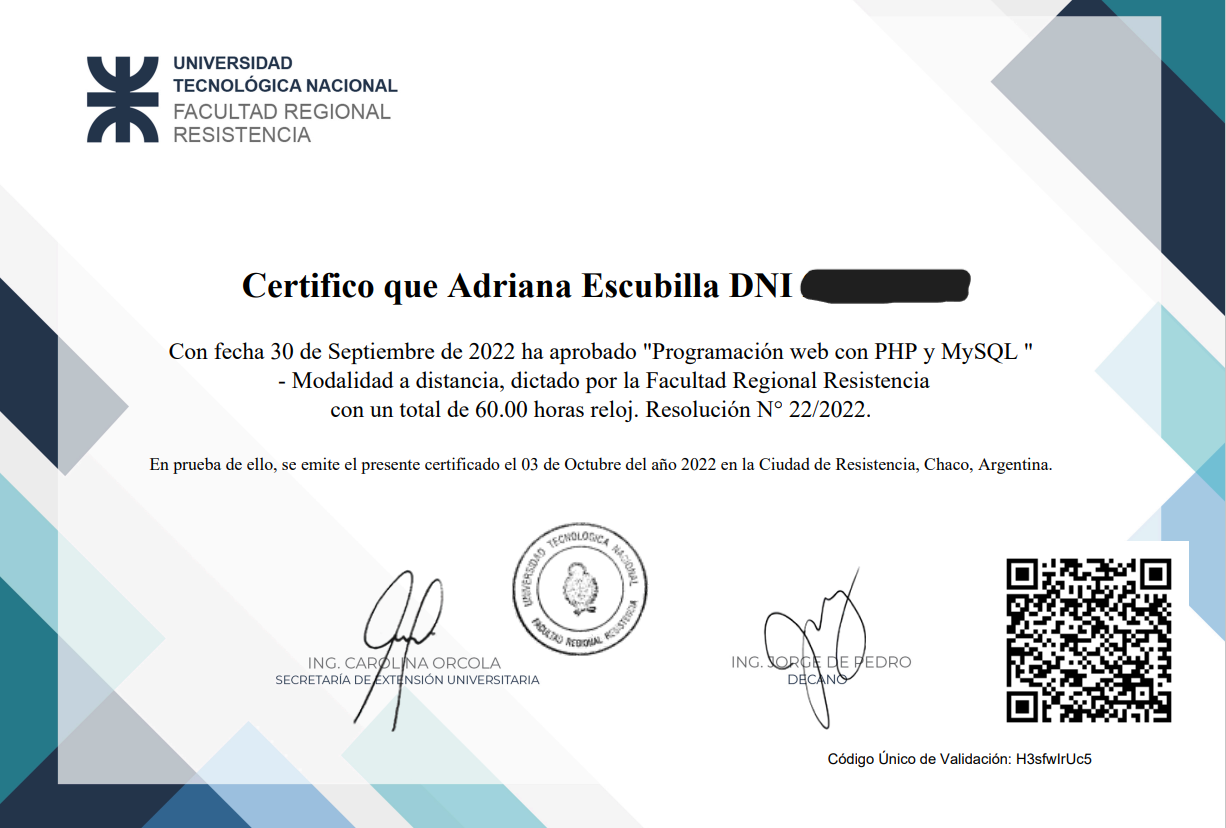 UNIVERSIDAD
TECNOLÓGICA NACIONAL
FACULTAD REGIONAL
RESISTENCIA
Certifico que Adriana Escubilla DNI
Con fecha 30 de Septiembre de 2022 ha aprobado "Programación web con PHP y MySQL "
- Modalidad a distancia, dictado por la Facultad Regional Resistencia
con un total de 60.00 horas reloj. Resolución N° 22/2022.
En prueba de ello, se emite el presente certificado el 03 de Octubre del año 2022 en la Ciudad de Resistencia, Chaco, Argentina.
UNIVERSIDAD TECNOLOGICA NACIONAL
FACULTAD REGIONAL RESISTENCIA
ING. CAROLINA ORCOLA
SECRETARÍA DE EXTENSIÓN UNIVERSITARIA
ING. JORGE DE PEDRO
DECANO
Código Único de Validación: H3sfwIrUc5